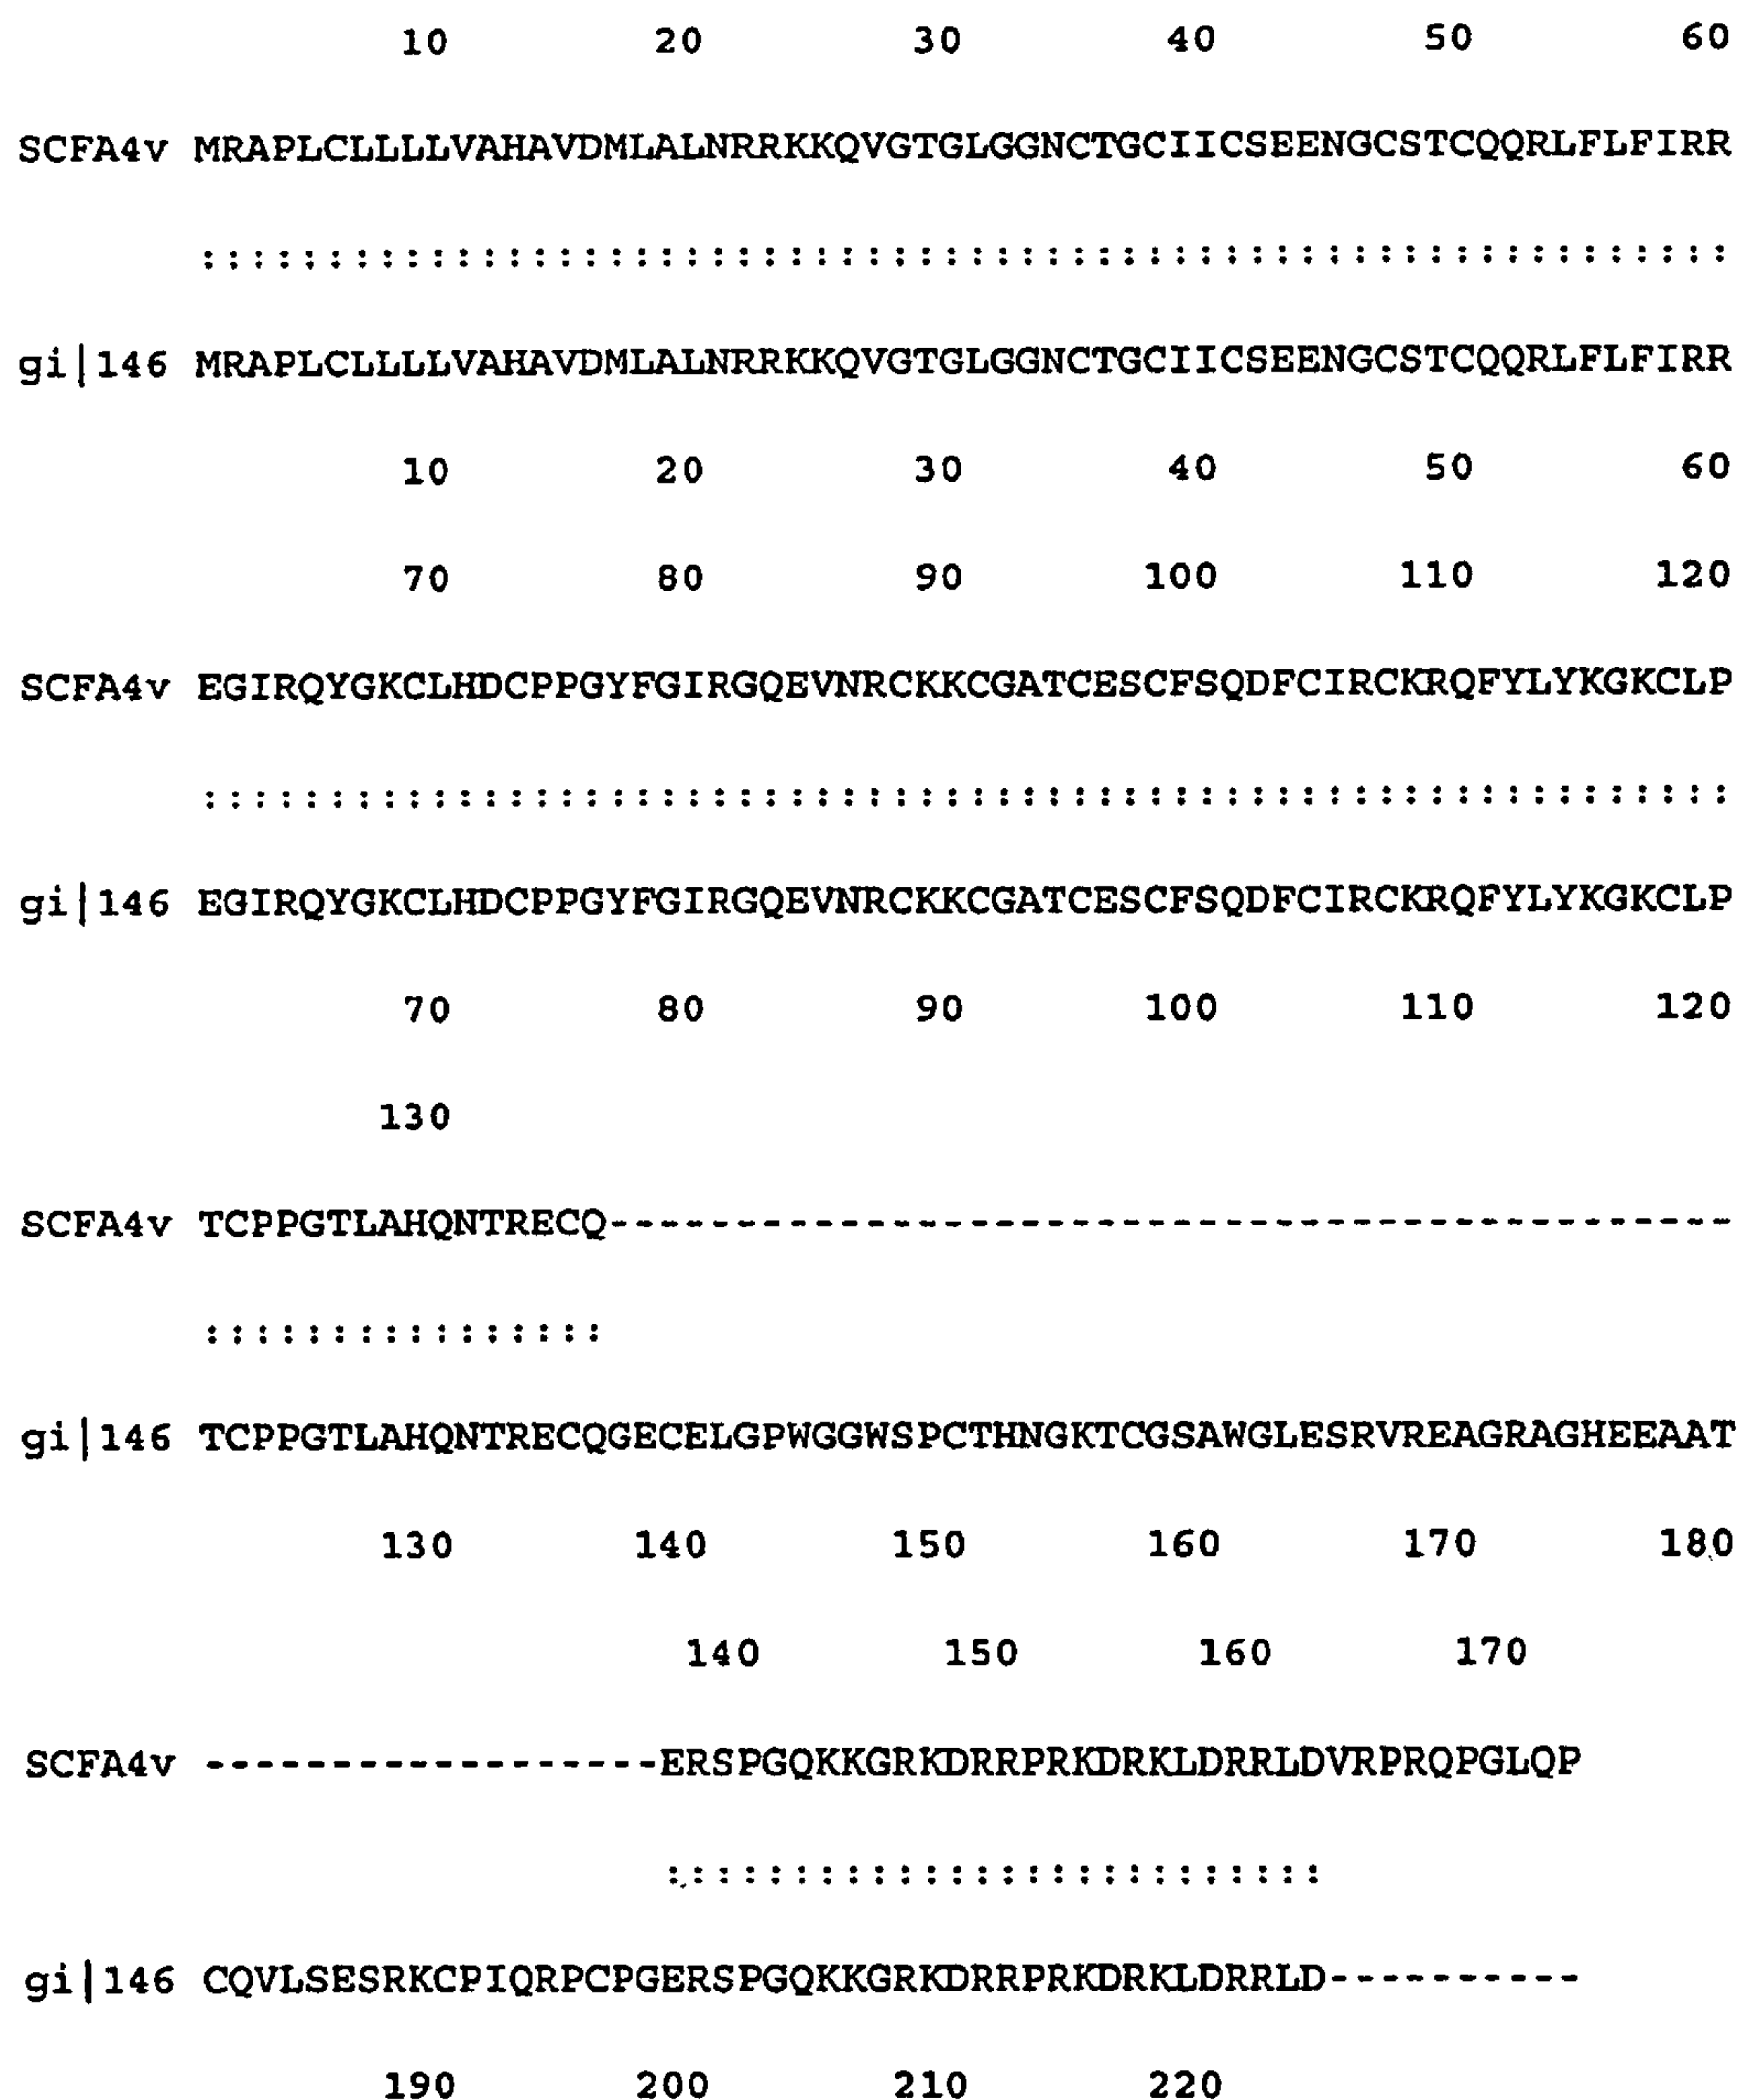 10 20 30 40 50 60
SCFA4v MRAPLCLLLLVAHAVDMLALNRRKKQVGTGLGGNCTGCIICSEENGCSTCQQRLFLFIRR
::::::::::::::::::::::::::::::::::::::::::::::::::::::::::::
gi|146 MRAPLCLLLLVAHAVDMLALNRRKKQVGTGLGGNCTGCIICSEENGCSTCQQRLFLFIRR
10 20 30 40 50 60
70 80 90 100 110 120
SCFA4v EGIRQYGKCLHDCPPGYFGIRGQEVNRCKKCGATCESCFSQDFCIRCKRQFYLYKGKCLP
::::::::::::::::::::::::::::::::::::::::::::::::::::::::::::
gi|146 EGIRQYGKCLHDCPPGYFGIRGQEVNRCKKCGATCESCFSQDFCIRCKRQFYLYKGKCLP
70 80 90 100 110 120
130
SCFA4v TCPPGTLAHQNTRECQ--------------------------------------------
::::::::::::::::
gi|146 TCPPGTLAHQNTRECQGECELGPWGGWSPCTHNGKTCGSAWGLESRVREAGRAGHEEAAT
130 140 150 160 170 180
140 150 160 170
SCFA4v ------------------ERSPGQKKGRKDRRPRKDRKLDRRLDVRPRQPGLQP
::::::::::::::::::::::::::
gi|146 CQVLSESRKCPIQRPCPGERSPGQKKGRKDRRPRKDRKLDRRLD----------
190 200 210 220